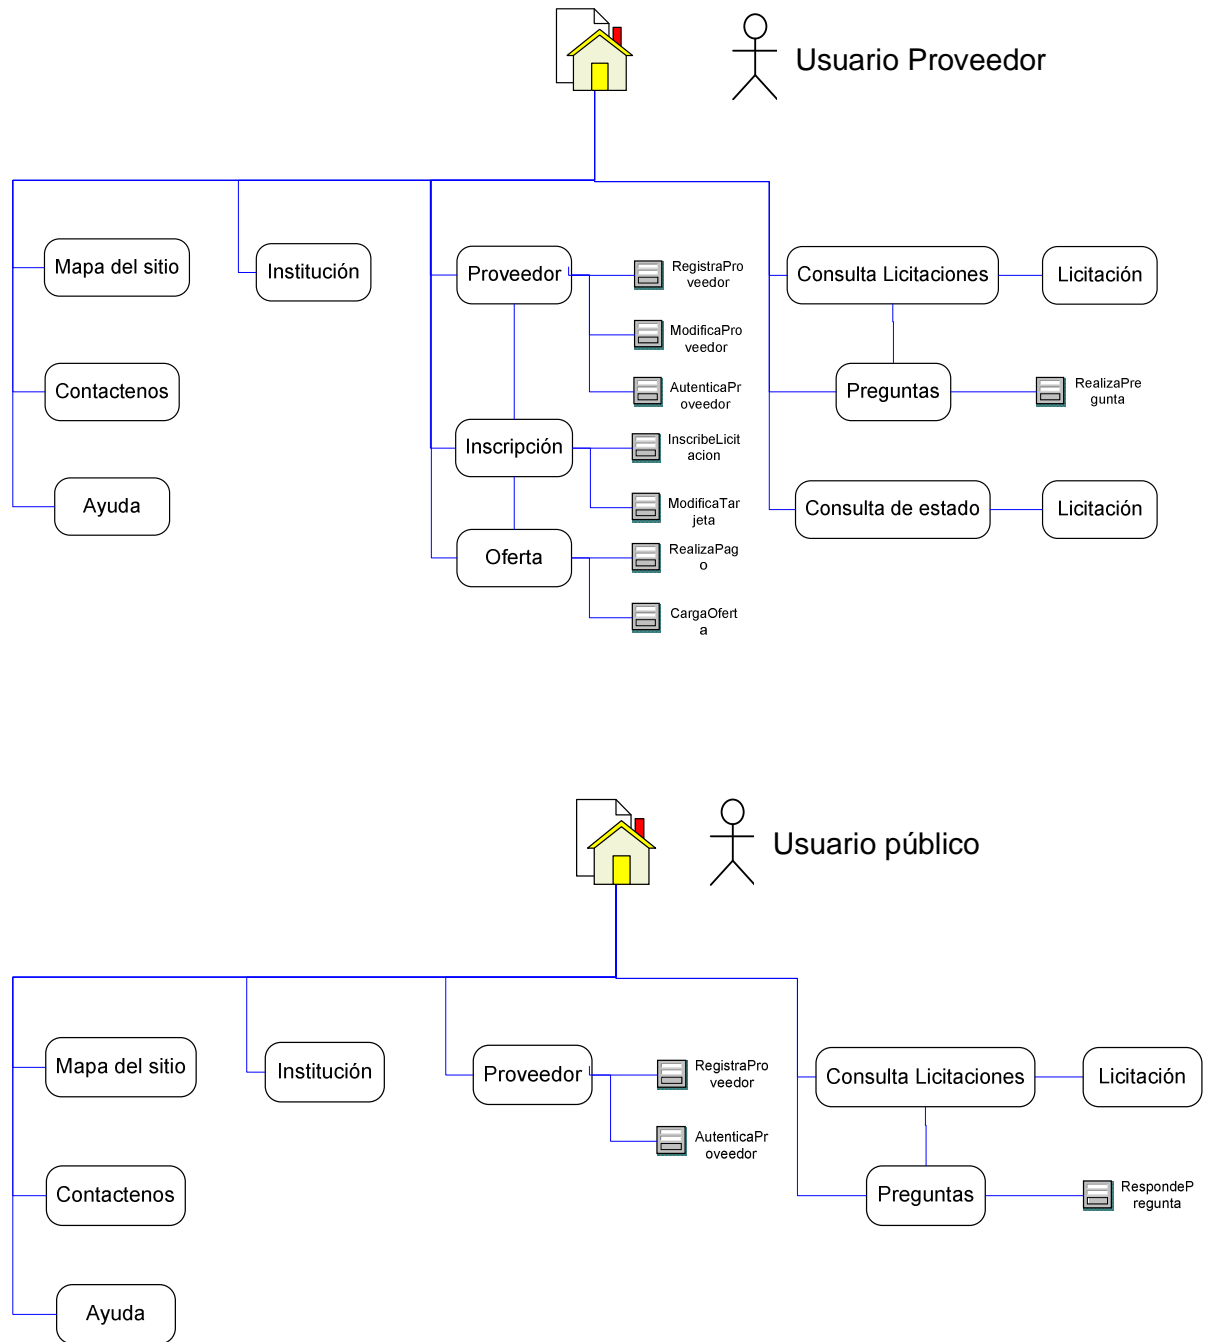 Usuario Proveedor
Mapa del sitio
Institución
Proveedor
RegistraPro
veedor
ModificaPro
veedor
AutenticaPr
oveedor
Consulta Licitaciones
Licitación
Contactenos
Preguntas
RealizaPre
gunta
Inscripción
InscribeLicit
acion
ModificaTar
jeta
Ayuda
Consulta de estado
Licitación
Oferta
RealizaPag
o
CargaOfert
a
Usuario público
Mapa del sitio
Institución
Proveedor
RegistraPro
veedor
AutenticaPr
oveedor
Consulta Licitaciones
Licitación
Contactenos
Preguntas
RespondeP
regunta
Ayuda